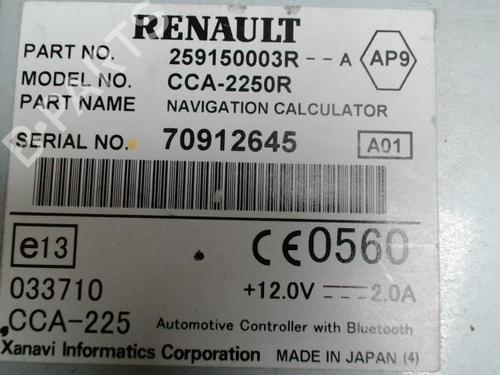 RENAULT
PART NO. 259150003R--A AP9
MODEL NO. CCA-2250R
PART NAME NAVIGATION CALCULATOR
SERIAL NO. 70912645 A01
e13 CE0560
033710 +12.0V 2.0A
CCA-225 Automotive Controller with Bluetooth
Xanavi Informatics Corporation MADE IN JAPAN (4)